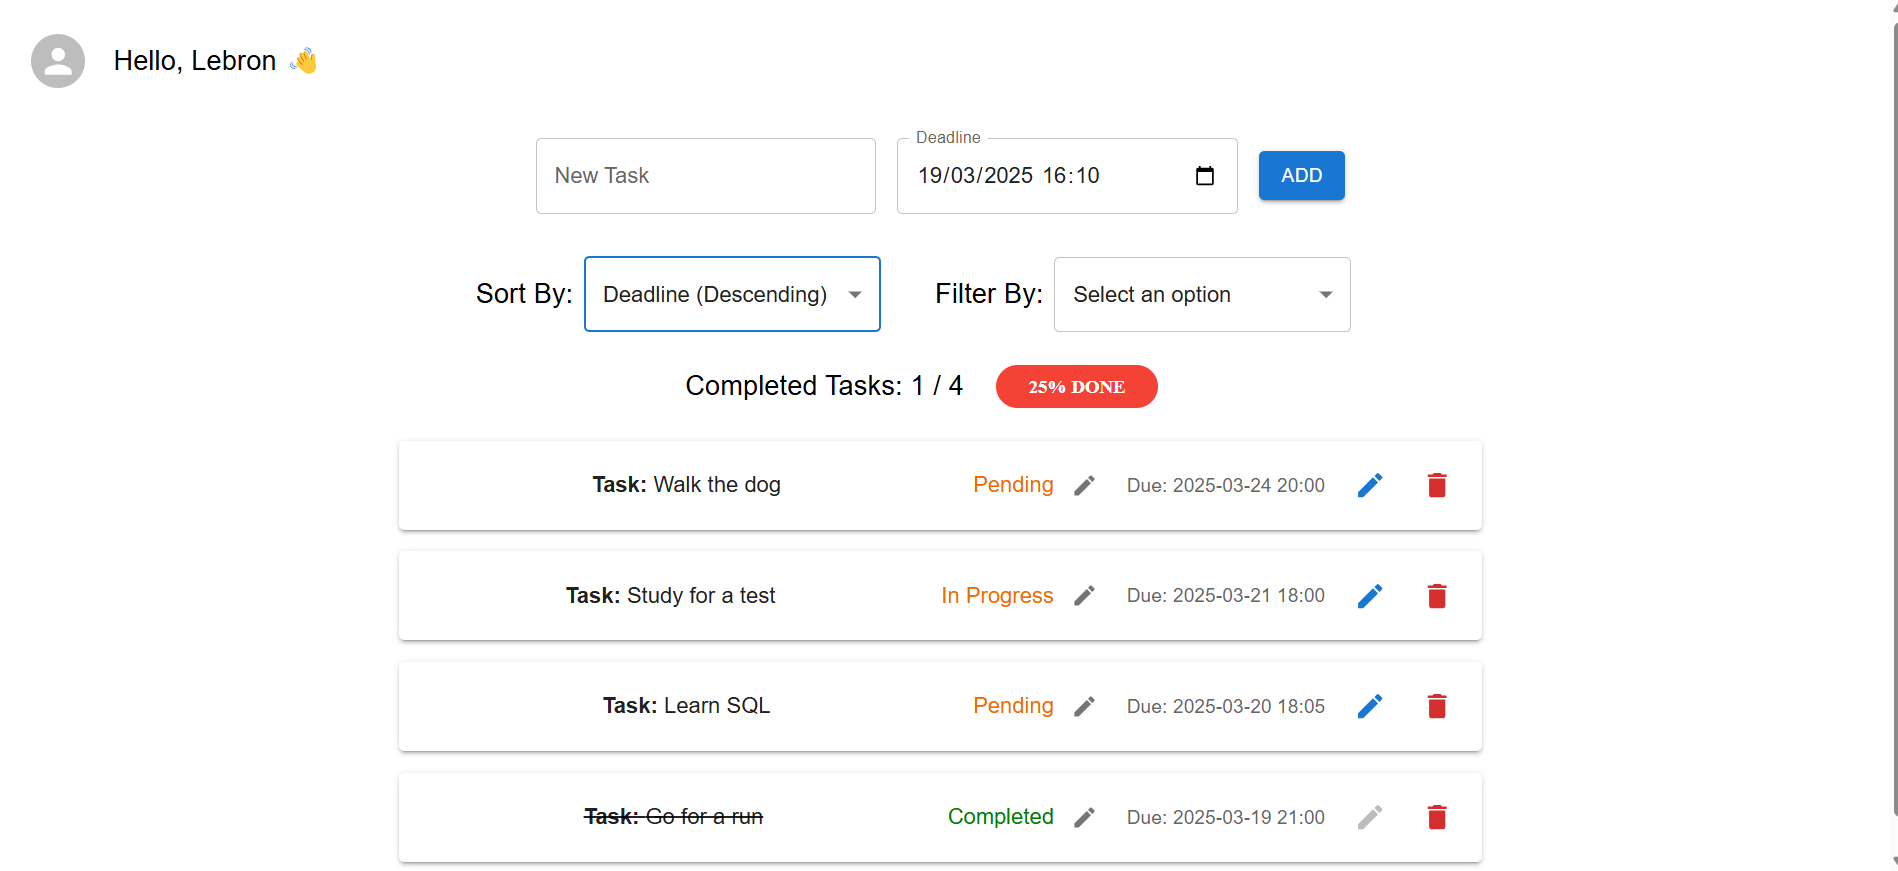 Hello, Lebron 👋
Deadline
New Task 19/03/2025 16:10 ADD
Sort By: Deadline (Descending) Filter By: Select an option
Completed Tasks: 1 / 4 25% DONE
Task: Walk the dog Pending Due: 2025-03-24 20:00
Task: Study for a test In Progress Due: 2025-03-21 18:00
Task: Learn SQL Pending Due: 2025-03-20 18:05
Task: Go for a run Completed Due: 2025-03-19 21:00